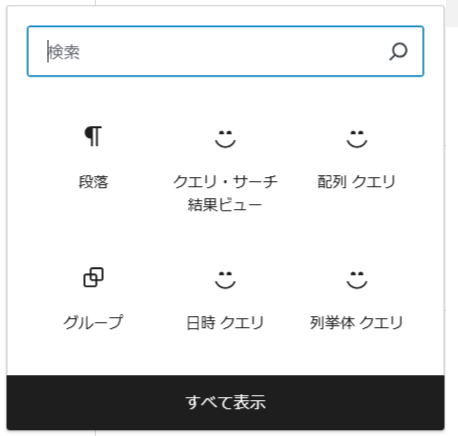 検索
段落
クエリ・サーチ
結果ビュー
配列 クエリ
グループ
日時 クエリ
列挙体 クエリ
すべて表示